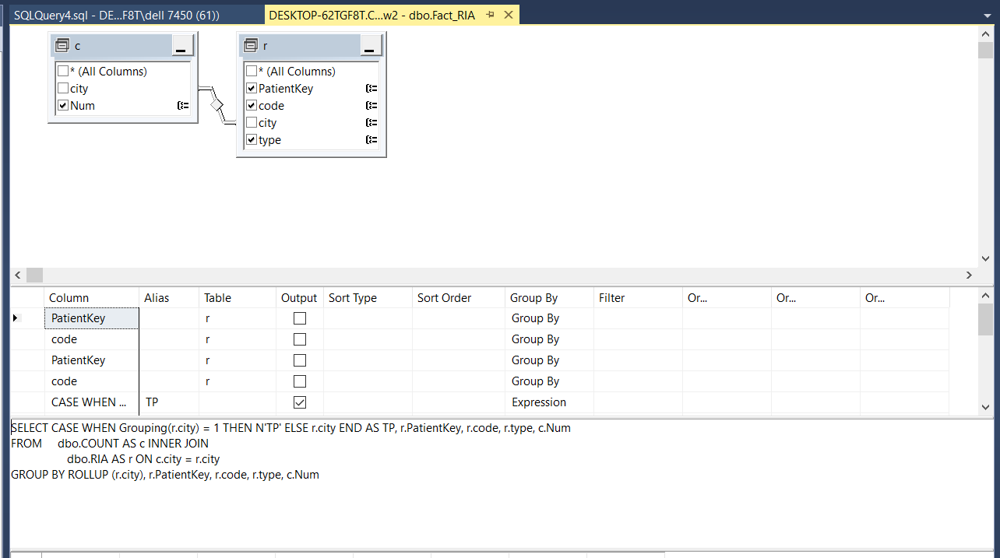 SQLQuery4.sql - DE...F8T\dell 7450 (61))
DESKTOP-62TGF8T.C...w2 - dbo.Fact_RIA
c
* (All Columns)
city
Num
r
* (All Columns)
PatientKey
code
city
type
Column Alias Table Output Sort Type Sort Order Group By Filter Or... Or... Or...
PatientKey r Group By
code r Group By
PatientKey r Group By
code r Group By
CASE WHEN ... TP Expression
SELECT CASE WHEN Grouping(r.city) = 1 THEN N'TP' ELSE r.city END AS TP, r.PatientKey, r.code, r.type, c.Num
FROM dbo.COUNT AS c INNER JOIN
dbo.RIA AS r ON c.city = r.city
GROUP BY ROLLUP (r.city), r.PatientKey, r.code, r.type, c.Num